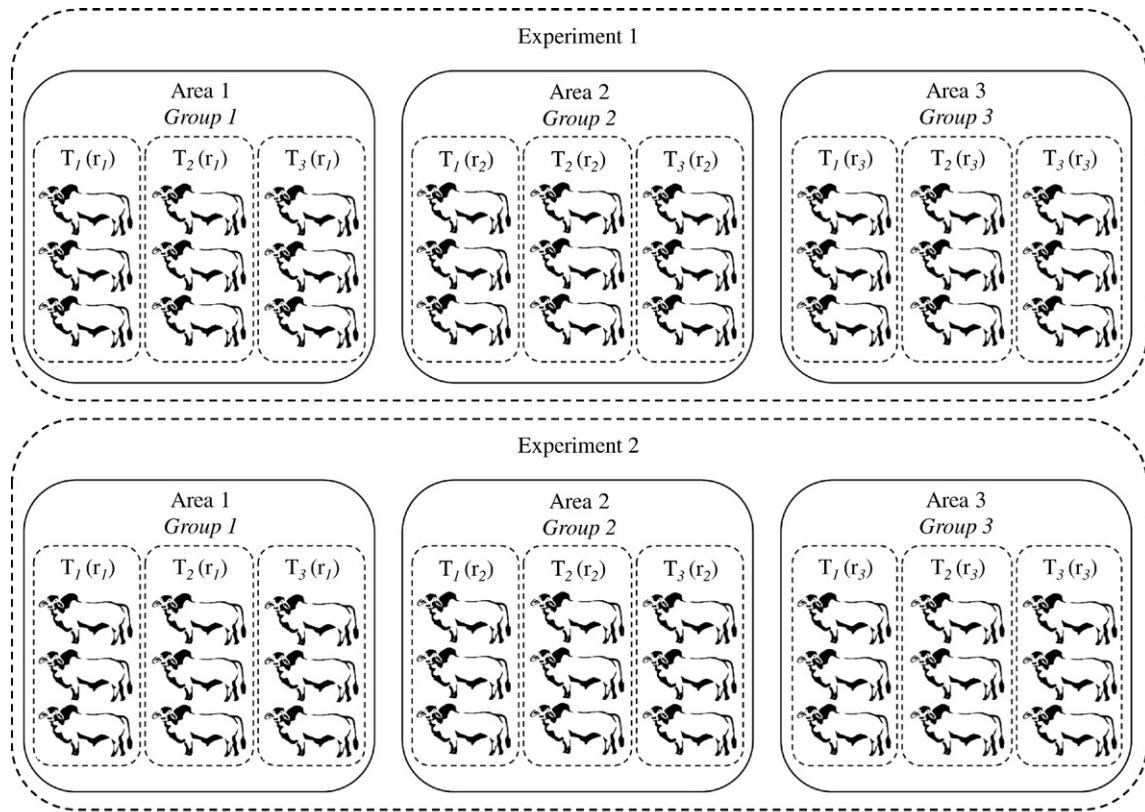 Experiment 1
Area 1
Group 1
T1 (r1) T2 (r1) T3 (r1)
Area 2
Group 2
T1 (r2) T2 (r2) T3 (r2)
Area 3
Group 3
T1 (r3) T2 (r3) T3 (r3)
Experiment 2
Area 1
Group 1
T1 (r1) T2 (r1) T3 (r1)
Area 2
Group 2
T1 (r2) T2 (r2) T3 (r2)
Area 3
Group 3
T1 (r3) T2 (r3) T3 (r3)